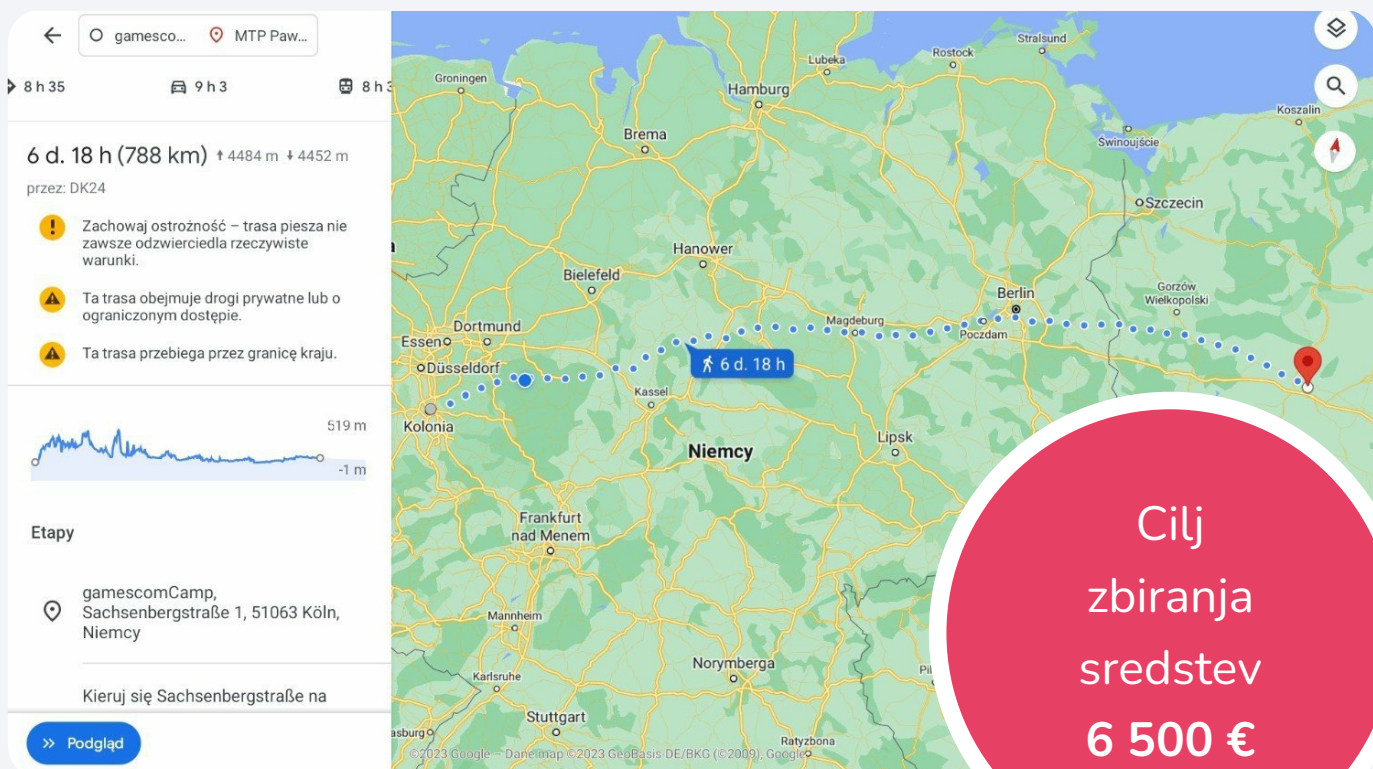 gamesco...
MTP Paw...
8 h 35
9 h 3
6 d. 18 h (788 km) 4484 m 4452 m
przez: DK24
Zachowaj ostrożność – trasa piesza nie
zawsze odzwierciedla rzeczywiste
warunki.
Ta trasa obejmuje drogi prywatne lub o
ograniczonym dostępie.
Ta trasa przebiega przez granicę kraju.
519 m
-1 m
Etapy
gamescomCamp,
Sachsenbergstraße 1, 51063 Köln,
Niemcy
Kieruj się Sachsenbergstraße na
Podgląd
Stralsund
Rostock
Lubeka
Groningen
Hamburg
Koszalin
Brema
Świnoujście
Szczecin
Hanower
Bielefeld
Gorzów
Wielkopolski
Berlin
Magdeburg
Poczdam
Dortmund
Essen
Düsseldorf
6 d. 18 h
Kassel
Kolonia
Lipsk
Niemcy
Frankfurt
nad Menem
Mannheim
Norymberga
Karlsruhe
Stuttgart
Ratyzbona
©2023 Google – Dane map ©2023 GeoBasis-DE/BKG (©2009), Google
Cilj
zbiranja
sredstev
6 500 €